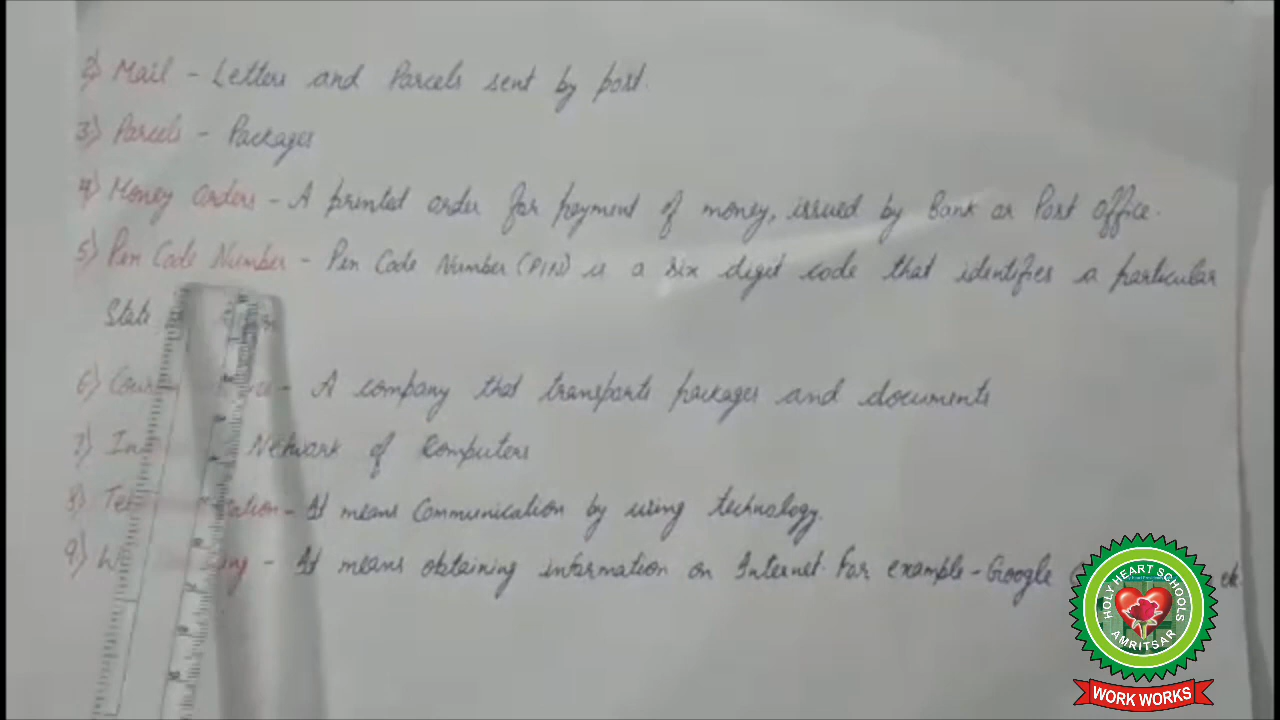 2) Mail - Letters and Parcels sent by post.
3) Parcels - Packages
4) Money orders - A printed order for payment of money, issued by Bank or Post office.
5) Pin Code Number - Pin Code Number (PIN) is a six digit code that identifies a particular
State
6) - A company that transports packages and documents
7) Network of Computers
8) - It means Communication by using technology.
9) - It means obtaining information on Internet. For example - Google etc
HOLY HEART SCHOOLS
AMRITSAR
WORK WORKS